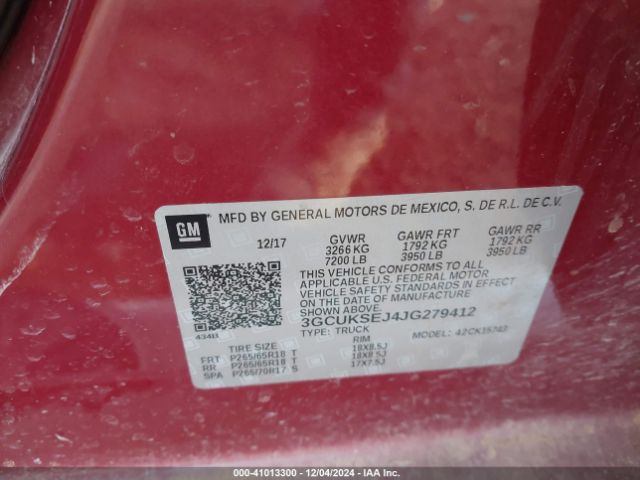 GM
MFD BY GENERAL MOTORS DE MEXICO, S. DE R.L. DE C.V.
12/17 GVWR GAWR FRT GAWR RR
3266 KG 1792 KG 1792 KG
7200 LB 3950 LB 3950 LB
THIS VEHICLE CONFORMS TO ALL
APPLICABLE U.S. FEDERAL MOTOR
VEHICLE SAFETY STANDARDS IN EFFECT
ON THE DATE OF MANUFACTURE
SHOWN ABOVE.
3GCUKSEJ4JG279412
434B TYPE: TRUCK MODEL: 42CK15743
TIRE SIZE RIM
FRT P265/65R18 T 18X8.5J
RR P265/65R18 T 18X8.5J
SPA P265/70R17 S 17X7.5J
000-41013300 - 12/04/2024 - IAA Inc.